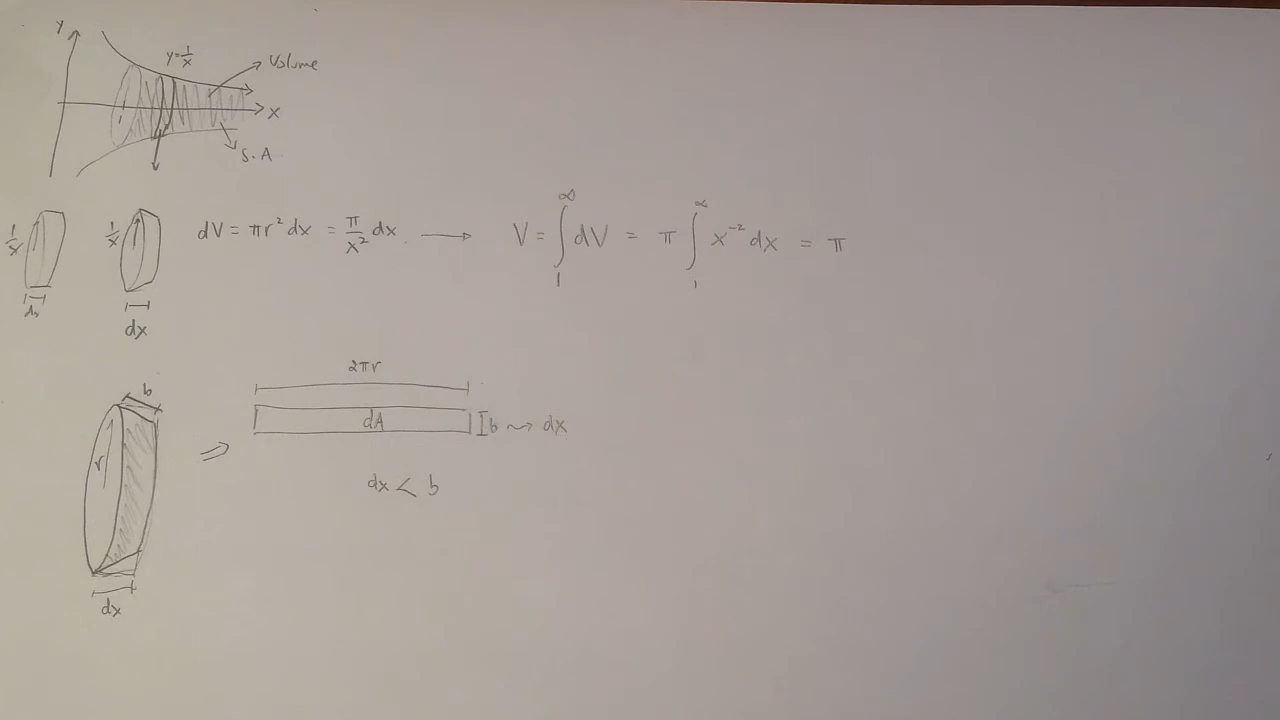 Y
y=1/x
Volume
X
S.A
1/x
dx
1/x
dx
dV = πr² dx = π/x² dx → V = ∫₁^∞ dV = π ∫₁^∞ x⁻² dx = π
b
r
dx
⇒
2πr
dA
b ⇝ dx
dx < b